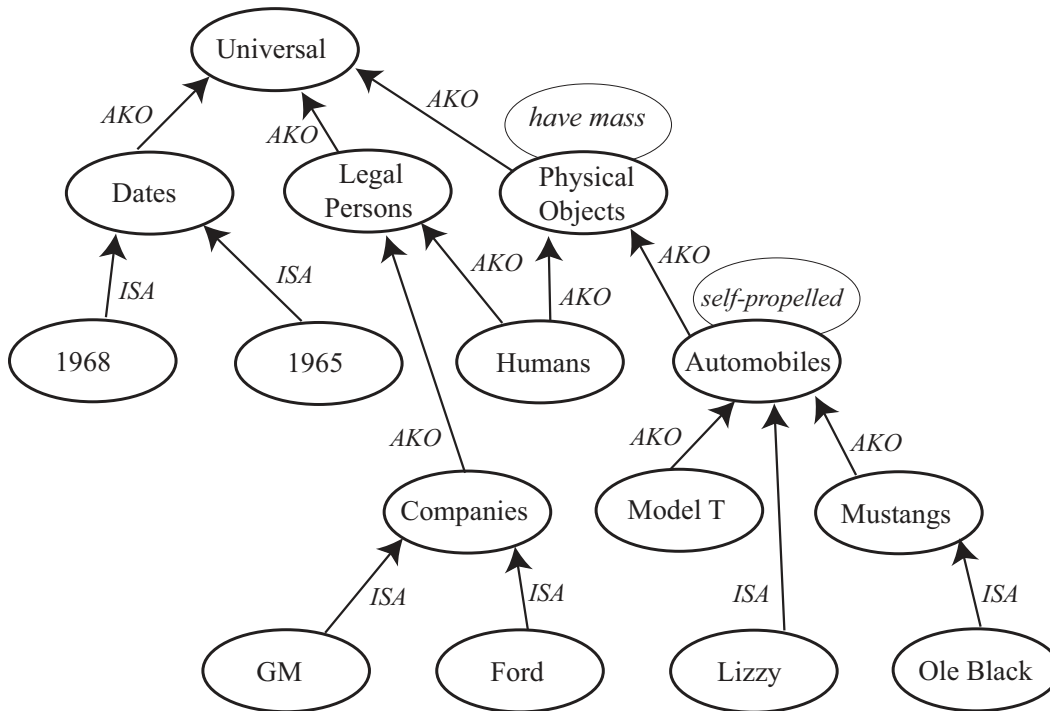 Universal
AKO
AKO
AKO
have mass
Dates
Legal
Persons
Physical
Objects
ISA
ISA
AKO
AKO
AKO
self-propelled
1968
1965
Humans
Automobiles
AKO
AKO
AKO
Companies
Model T
Mustangs
ISA
ISA
ISA
ISA
GM
Ford
Lizzy
Ole Black